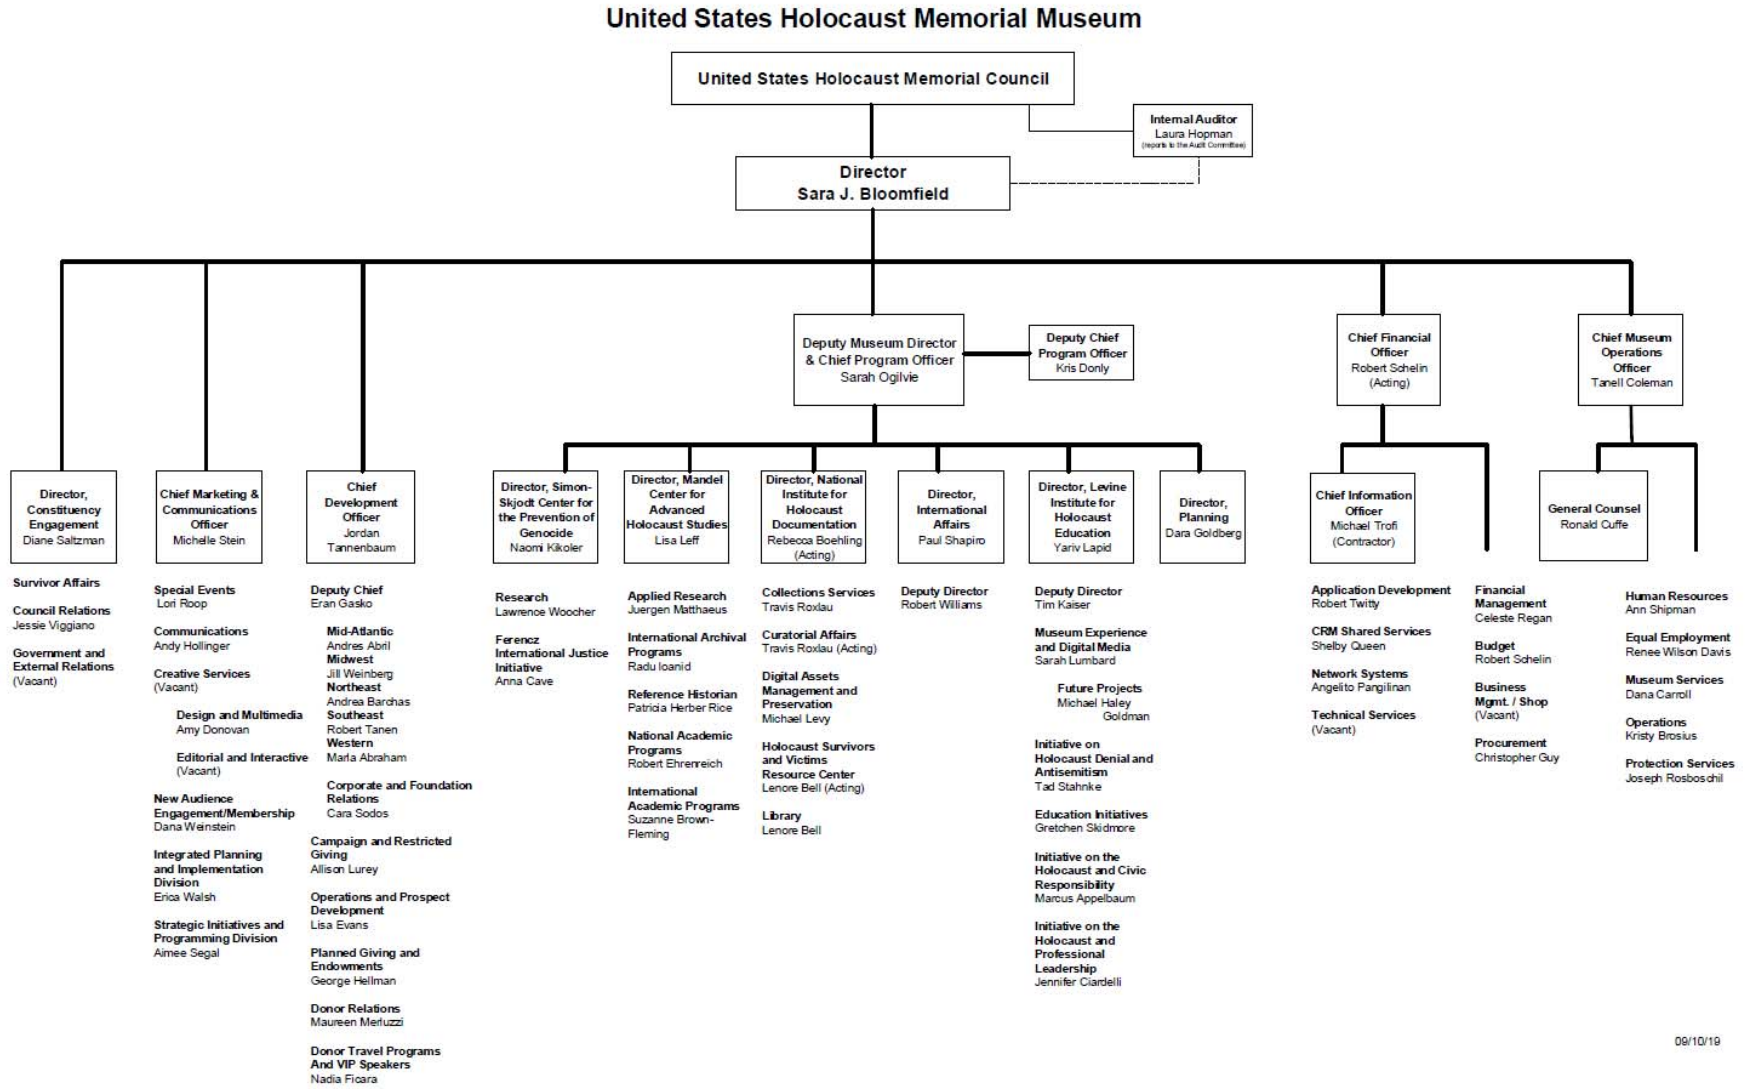 United States Holocaust Memorial Museum
United States Holocaust Memorial Council
Internal Auditor
Laura Hopman
(reports to the Audit Committee)
Director
Sara J. Bloomfield
Deputy Museum Director
& Chief Program Officer
Sarah Ogilvie
Deputy Chief
Program Officer
Kris Donly
Chief Financial
Officer
Robert Schelin
(Acting)
Chief Museum
Operations
Officer
Tanell Coleman
Director,
Constituency
Engagement
Diane Saltzman
Survivor Affairs
Council Relations
Jessie Viggiano
Government and
External Relations
(Vacant)
Chief Marketing &
Communications
Officer
Michelle Stein
Special Events
Lori Roop
Communications
Andy Hollinger
Creative Services
(Vacant)
Design and Multimedia
Amy Donovan
Editorial and Interactive
(Vacant)
New Audience
Engagement/Membership
Dana Weinstein
Integrated Planning
and Implementation
Division
Erica Walsh
Strategic Initiatives and
Programming Division
Aimee Segal
Chief
Development
Officer
Jordan
Tannenbaum
Deputy Chief
Eran Gasko
Mid-Atlantic
Andres Abril
Midwest
Jill Weinberg
Northeast
Andrea Barchas
Southeast
Robert Tanen
Western
Marla Abraham
Corporate and Foundation
Relations
Cara Sodos
Campaign and Restricted
Giving
Allison Lurey
Operations and Prospect
Development
Lisa Evans
Planned Giving and
Endowments
George Hellman
Donor Relations
Maureen Merluzzi
Donor Travel Programs
And VIP Speakers
Nadia Ficara
Director, Simon-
Skjodt Center for
the Prevention of
Genocide
Naomi Kikoler
Research
Lawrence Woocher
Ferencz
International Justice
Initiative
Anna Cave
Director, Mandel
Center for
Advanced
Holocaust Studies
Lisa Leff
Applied Research
Juergen Matthaeus
International Archival
Programs
Radu Ioanid
Reference Historian
Patricia Herber Rice
National Academic
Programs
Robert Ehrenreich
International
Academic Programs
Suzanne Brown-
Fleming
Director, National
Institute for
Holocaust
Documentation
Rebecca Boehling
(Acting)
Collections Services
Travis Roxlau
Curatorial Affairs
Travis Roxlau (Acting)
Digital Assets
Management and
Preservation
Michael Levy
Holocaust Survivors
and Victims
Resource Center
Lenore Bell (Acting)
Library
Lenore Bell
Director,
International
Affairs
Paul Shapiro
Deputy Director
Robert Williams
Director, Levine
Institute for
Holocaust
Education
Yariv Lapid
Deputy Director
Tim Kaiser
Museum Experience
and Digital Media
Sarah Lumbard
Future Projects
Michael Haley
Goldman
Initiative on
Holocaust Denial and
Antisemitism
Tad Stahnke
Education Initiatives
Gretchen Skidmore
Initiative on the
Holocaust and Civic
Responsibility
Marcus Appelbaum
Initiative on the
Holocaust and
Professional
Leadership
Jennifer Ciardelli
Director,
Planning
Dara Goldberg
Chief Information
Officer
Michael Trofi
(Contractor)
Application Development
Robert Twitty
CRM Shared Services
Shelby Queen
Network Systems
Angelito Pangilinan
Technical Services
(Vacant)
Financial
Management
Celeste Regan
Budget
Robert Schelin
Business
Mgmt. / Shop
(Vacant)
Procurement
Christopher Guy
General Counsel
Ronald Cuffe
Human Resources
Ann Shipman
Equal Employment
Renee Wilson Davis
Museum Services
Dana Carroll
Operations
Kristy Brosius
Protection Services
Joseph Rosboschil
09/10/19